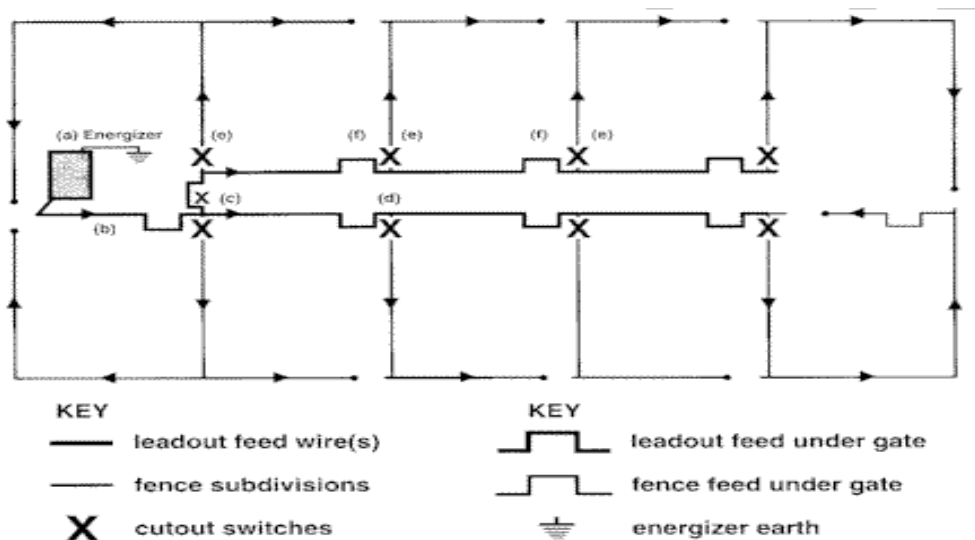 (a) Energizer
(e)
(f)
(e)
(f)
(e)
(c)
(d)
(b)
KEY
leadout feed wire(s)
fence subdivisions
X cutout switches
KEY
leadout feed under gate
fence feed under gate
energizer earth